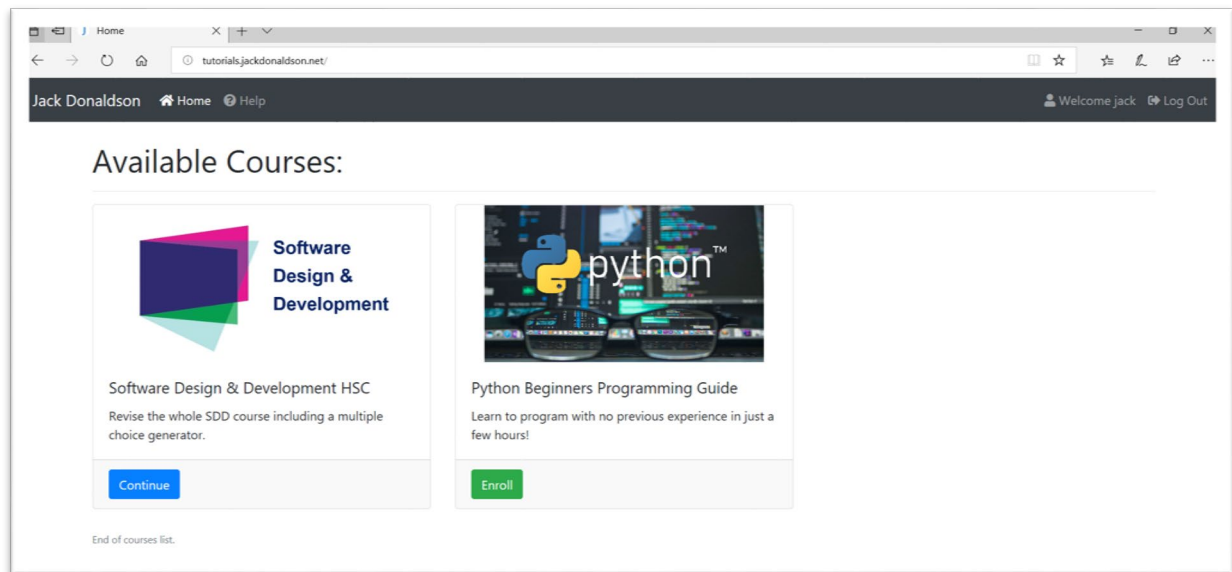 Home
tutorials.jackdonaldson.net/
Jack Donaldson Home Help Welcome jack Log Out
Available Courses:
Software
Design &
Development
python™
Software Design & Development HSC
Revise the whole SDD course including a multiple
choice generator.
Continue
Python Beginners Programming Guide
Learn to program with no previous experience in just a
few hours!
Enroll
End of courses list.